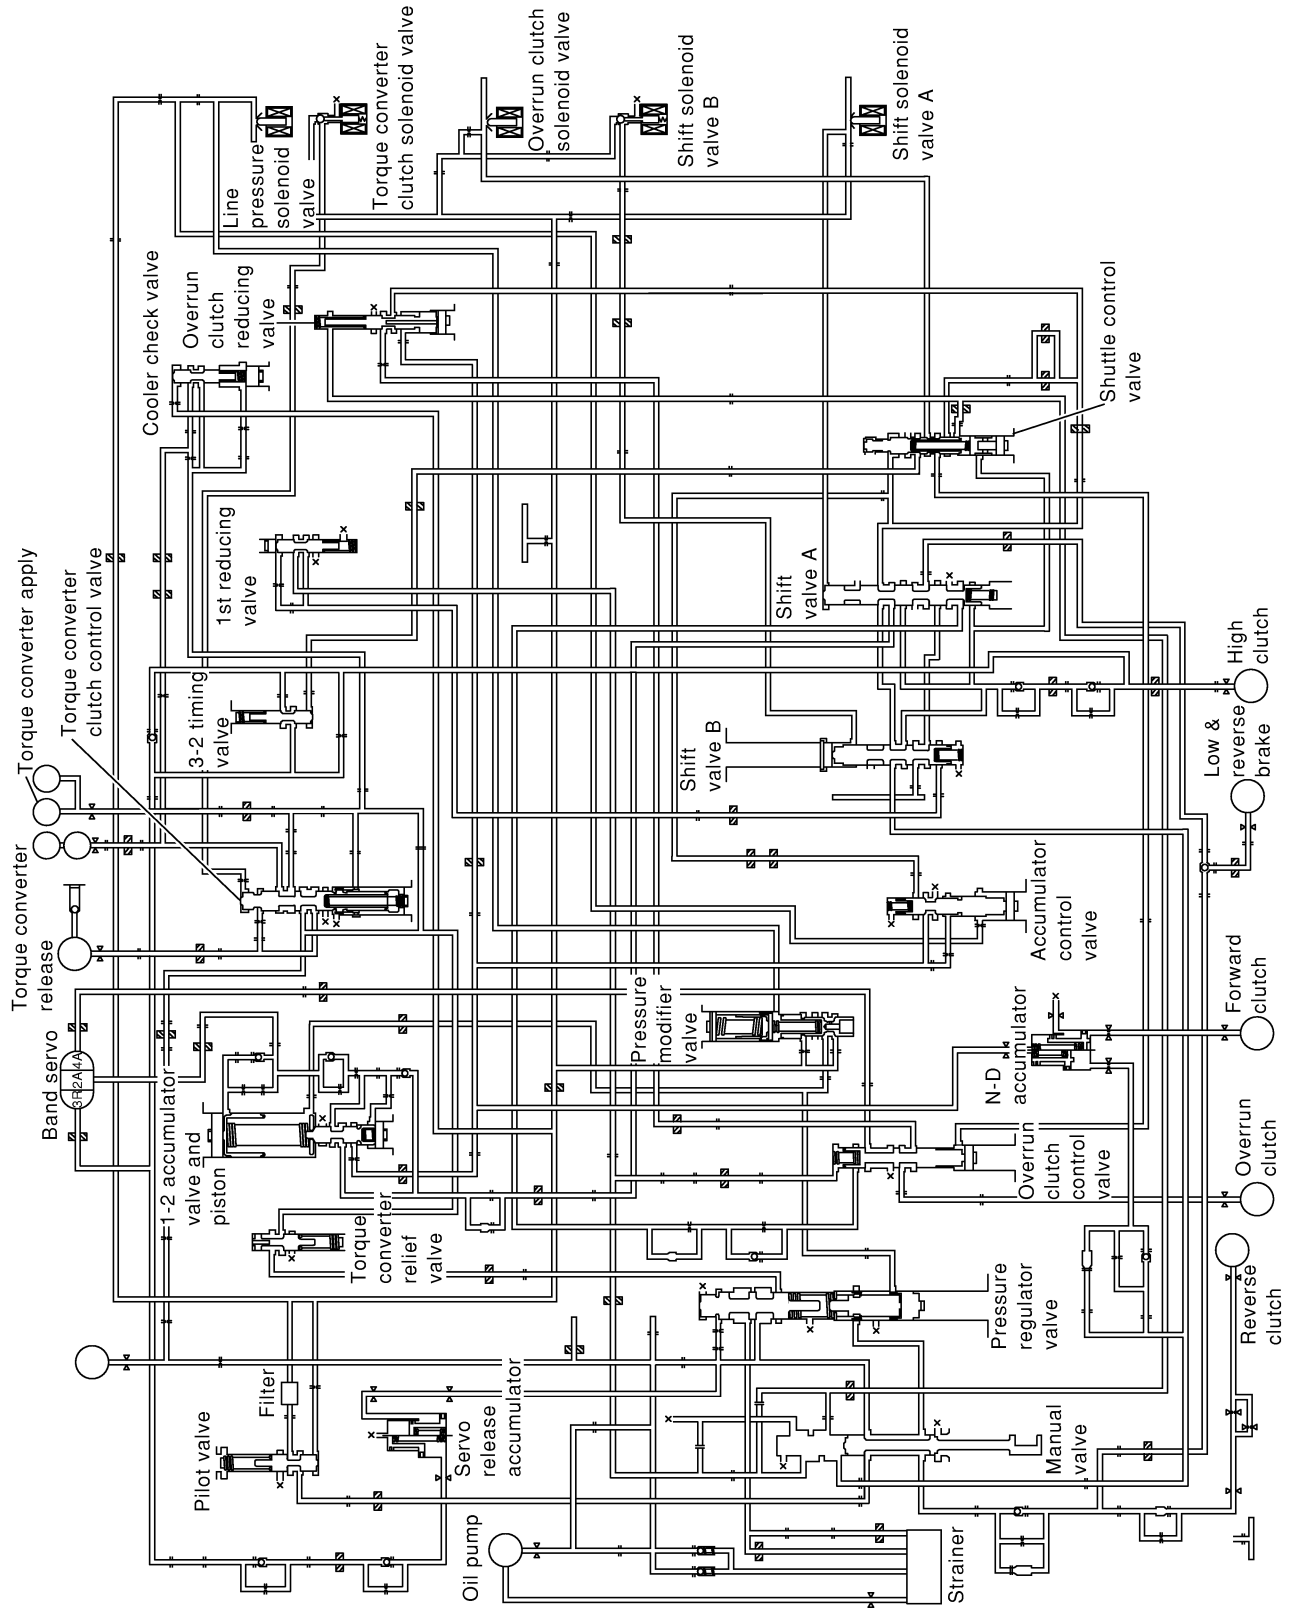 Line
pressure
solenoid
valve
Torque converter
clutch solenoid valve
Overrun clutch
solenoid valve
Shift solenoid
valve B
Shift solenoid
valve A
Cooler check valve
Overrun
clutch
reducing
valve
Shuttle control
valve
Torque converter apply
Torque converter
clutch control valve
1st reducing
valve
Shift
valve A
High
clutch
3-2 timing
valve
Shift
valve B
Low &
reverse
brake
Torque converter
release
Accumulator
control
valve
Forward
clutch
Band servo
3R
2A
4A
1-2 accumulator
valve and
piston
Pressure
modifier
valve
N-D
accumulator
Overrun
clutch
control
valve
Overrun
clutch
Torque
converter
relief
valve
Pressure
regulator
valve
Reverse
clutch
Pilot valve
Filter
Servo
release
accumulator
Manual
valve
Oil pump
Strainer